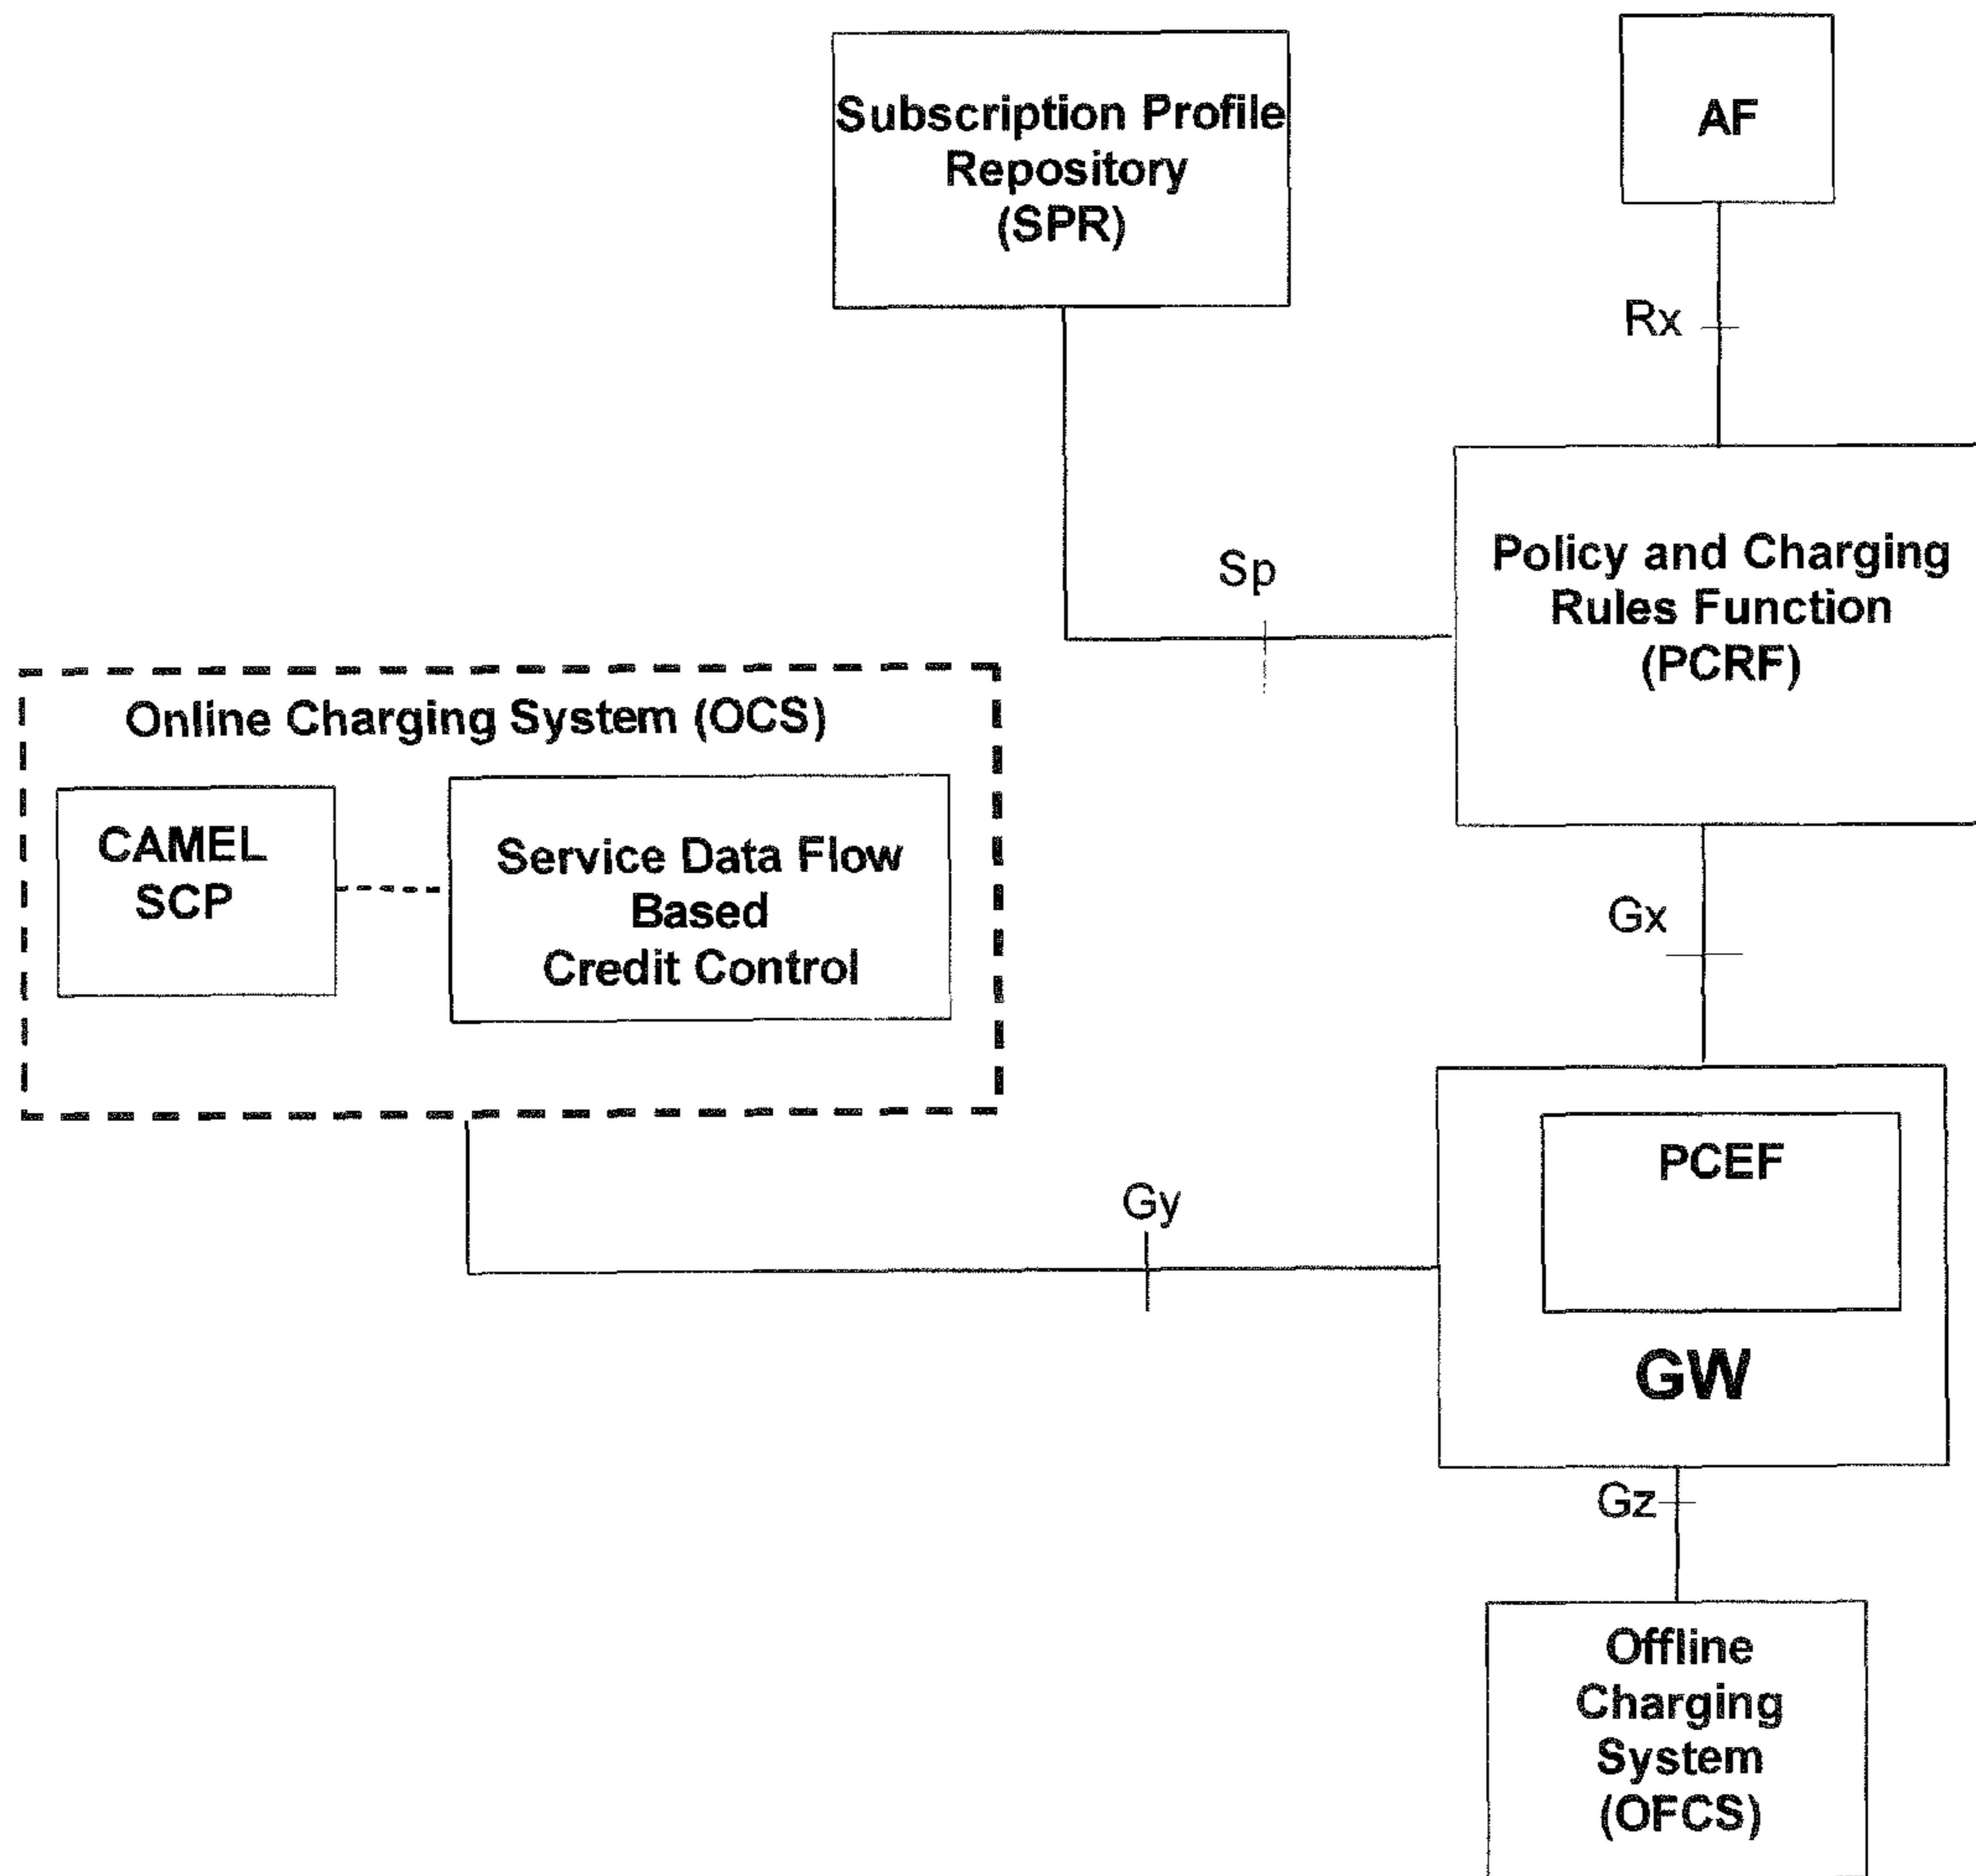 Subscription Profile
Repository
(SPR)
AF
Rx
Sp
Policy and Charging
Rules Function
(PCRF)
Online Charging System (OCS)
CAMEL
SCP
Service Data Flow
Based
Credit Control
Gx
PCEF
Gy
GW
Gz
Offline
Charging
System
(OFCS)